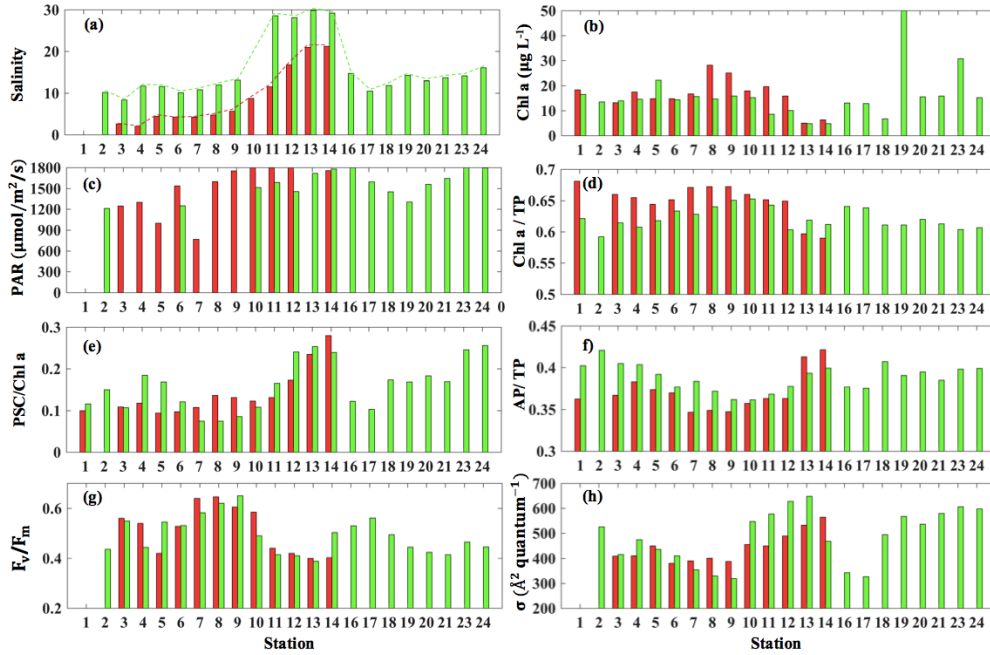 (a)
Salinity
30
20
10
0
1 2 3 4 5 6 7 8 9 10 11 12 13 14 16 17 18 19 20 21 23 24
(b)
Chl a (µg L-1)
50
40
30
20
10
0
1 2 3 4 5 6 7 8 9 10 11 12 13 14 16 17 18 19 20 21 23 24
(c)
PAR (µmol/m²/s)
1800
1500
1200
900
600
300
0
1 2 3 4 5 6 7 8 9 10 11 12 13 14 16 17 18 19 20 21 23 24 0
(d)
Chl a / TP
0.7
0.65
0.6
0.55
0.5
1 2 3 4 5 6 7 8 9 10 11 12 13 14 16 17 18 19 20 21 23 24
(e)
PSC/Chl a
0.3
0.2
0.1
0
1 2 3 4 5 6 7 8 9 10 11 12 13 14 16 17 18 19 20 21 23 24
(f)
AP/ TP
0.45
0.4
0.35
0.3
1 2 3 4 5 6 7 8 9 10 11 12 13 14 16 17 18 19 20 21 23 24
(g)
Fv/Fm
0.6
0.4
0.2
1 2 3 4 5 6 7 8 9 10 11 12 13 14 16 17 18 19 20 21 23 24
Station
(h)
σ (Å² quantum⁻¹)
700
600
500
400
300
200
1 2 3 4 5 6 7 8 9 10 11 12 13 14 16 17 18 19 20 21 23 24
Station